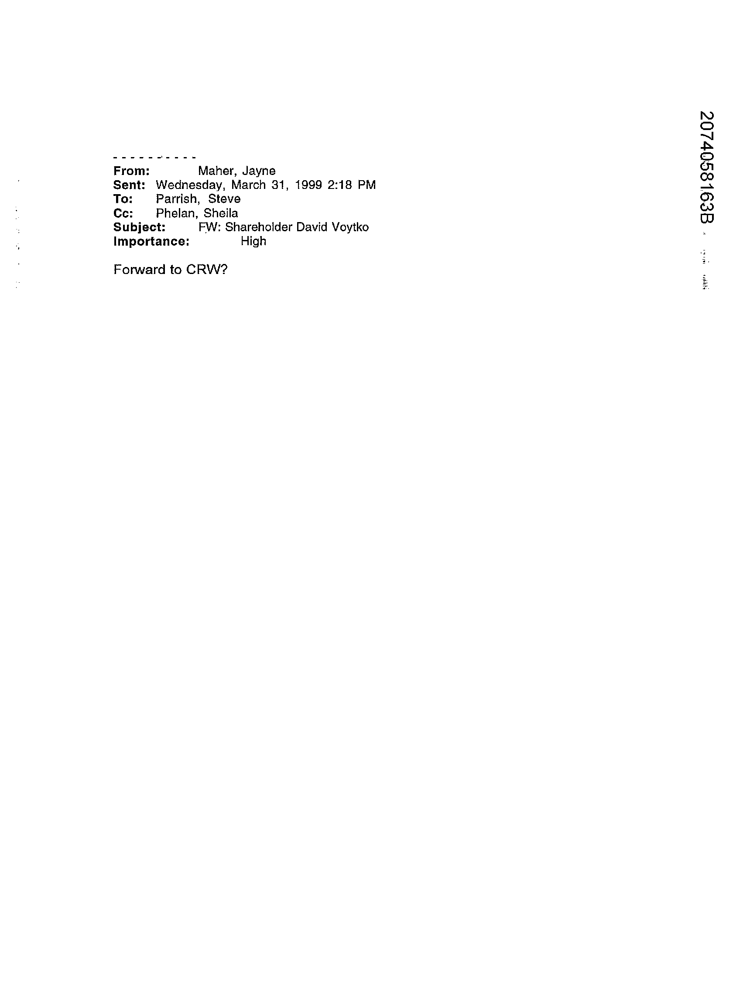 ----------
From: Maher, Jayne
Sent: Wednesday, March 31, 1999 2:18 PM
To: Parrish, Steve
Cc: Phelan, Sheila
Subject: FW: Shareholder David Voytko
Importance: High
Forward to CRW?
2074058163B